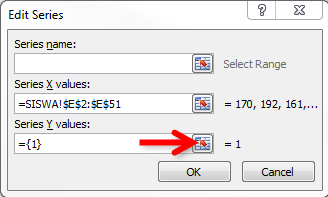 Edit Series
?
Series name:
Select Range
Series X values:
=SISWA!$E$2:$E$51
= 170, 192, 161,...
Series Y values:
={1}
= 1
OK
Cancel